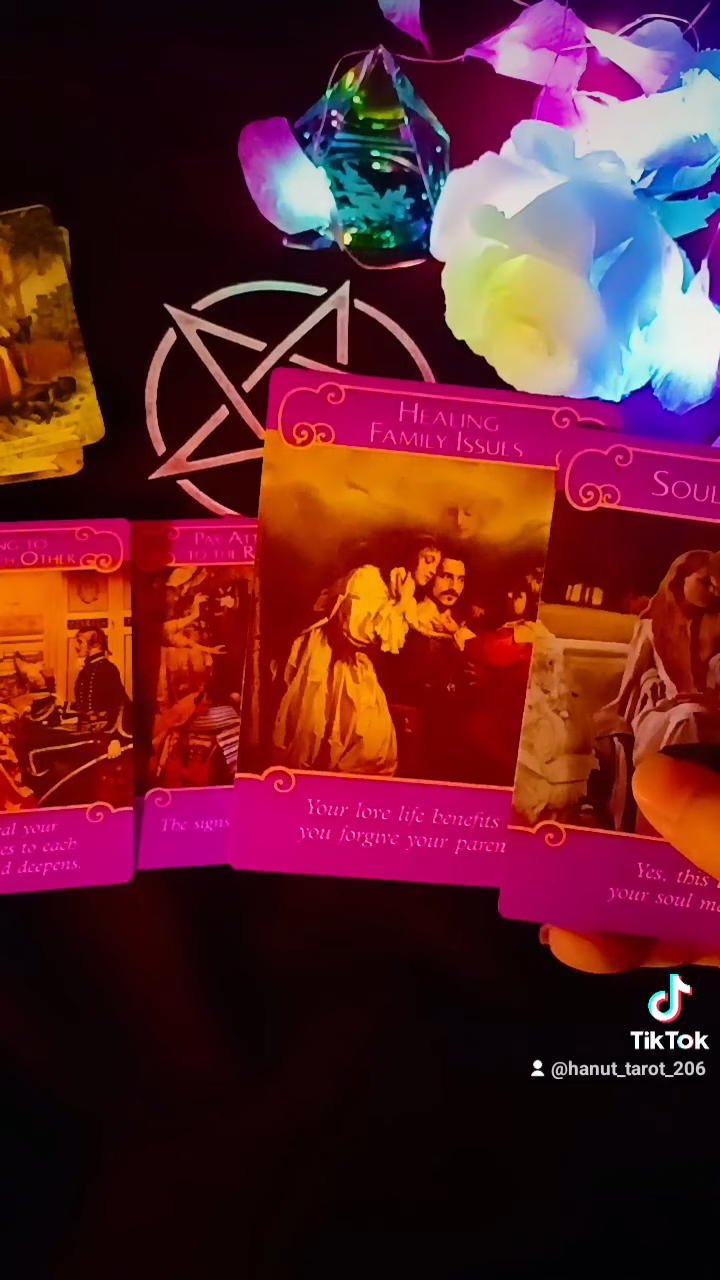 HEALING
FAMILY ISSUES
SOUL
NG TO
OTHER
PAY ATT
TO THE R
Your love life benefits
you forgive your paren
Yes, this
your soul m
The signs
al your
es to each
d deepens.
TikTok
@hanut_tarot_206